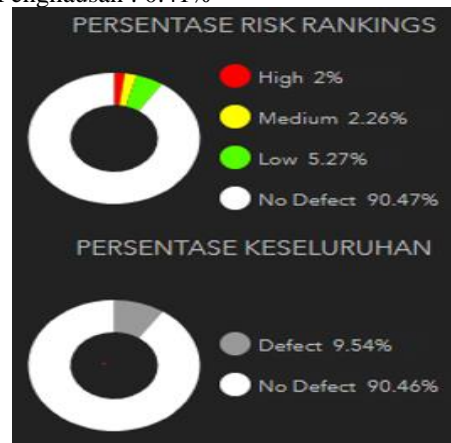 PERSENTASE RISK RANKINGS
High 2%
Medium 2.26%
Low 5.27%
No Defect 90.47%
PERSENTASE KESELURUHAN
Defect 9.54%
No Defect 90.46%